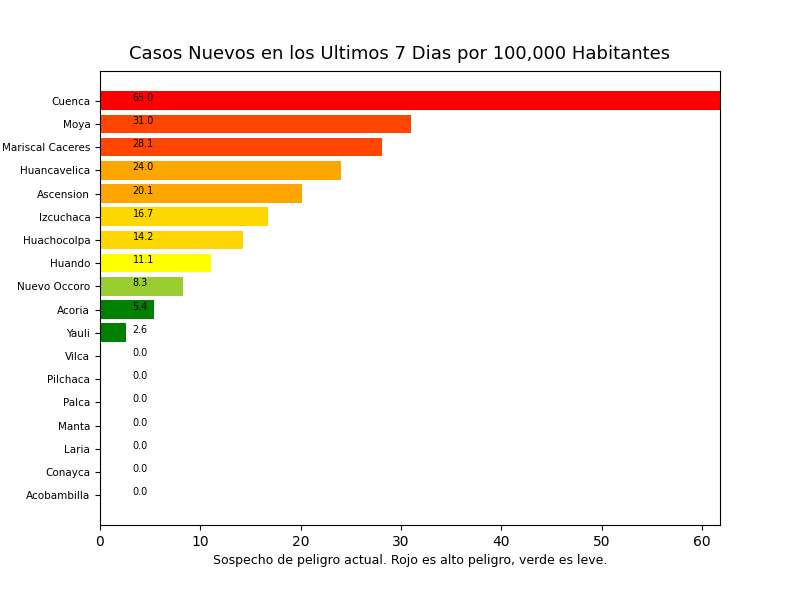 Casos Nuevos en los Ultimos 7 Dias por 100,000 Habitantes
Cuenca 65.0
Moya 31.0
Mariscal Caceres 28.1
Huancavelica 24.0
Ascension 20.1
Izcuchaca 16.7
Huachocolpa 14.2
Huando 11.1
Nuevo Occoro 8.3
Acoria 5.4
Yauli 2.6
Vilca 0.0
Pilchaca 0.0
Palca 0.0
Manta 0.0
Laria 0.0
Conayca 0.0
Acobambilla 0.0
0 10 20 30 40 50 60
Sospecho de peligro actual. Rojo es alto peligro, verde es leve.